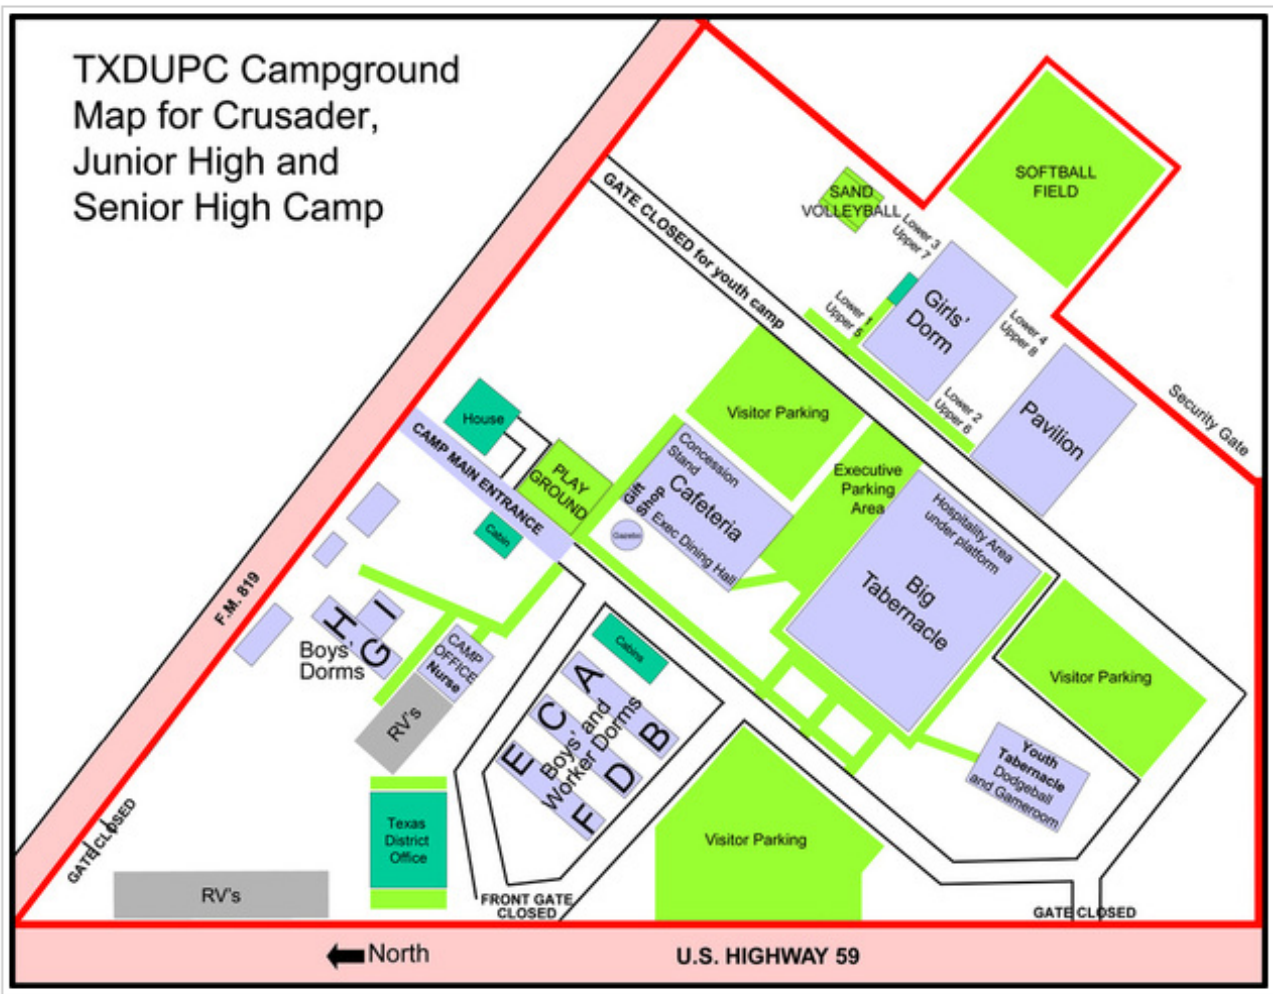 TXDUPC Campground
Map for Crusader,
Junior High and
Senior High Camp
SOFTBALL
FIELD
SAND
VOLLEYBALL
Lower 3
Upper 7
GATE CLOSED for youth camp
Lower 1
Upper 5
Girls'
Dorm
Lower 4
Upper 8
Lower 2
Upper 6
Pavilion
Security Gate
Visitor Parking
House
CAMP MAIN ENTRANCE
PLAY
GROUND
Cabin
Concession
Stand
Cafeteria
Gift
Shop
Exec Dining Hall
Gazebo
Executive
Parking
Area
Hospitality Area
under platform
Big
Tabernacle
F.M. 819
H
I
G
Boys'
Dorms
CAMP
OFFICE
Nurse
RV's
Cabins
A
B
C
D
E
F
Boys' and
Worker Dorms
Visitor Parking
Youth
Tabernacle
Dodgeball
and Gameroom
Visitor Parking
Texas
District
Office
GATE CLOSED
RV's
FRONT GATE
CLOSED
GATE CLOSED
North
U.S. HIGHWAY 59